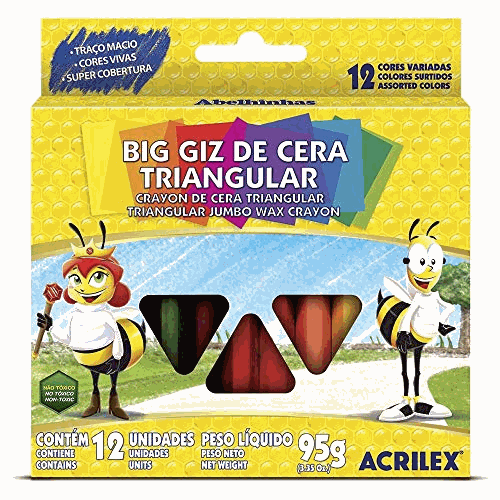 • TRAÇO MACIO
• CORES VIVAS
• SUPER COBERTURA
12 CORES VARIADAS
COLORES SURTIDOS
ASSORTED COLORS
Abelhinhas
BIG GIZ DE CERA
TRIANGULAR
CRAYON DE CERA TRIANGULAR
TRIANGULAR JUMBO WAX CRAYON
NÃO TÓXICO
NO TÓXICO
NON-TOXIC
CONTÉM
CONTIENE
CONTAINS
12
UNIDADES
UNIDADES
UNITS
PESO LÍQUIDO
PESO NETO
NET WEIGHT
95g
(3.35 Oz.)
ACRILEX